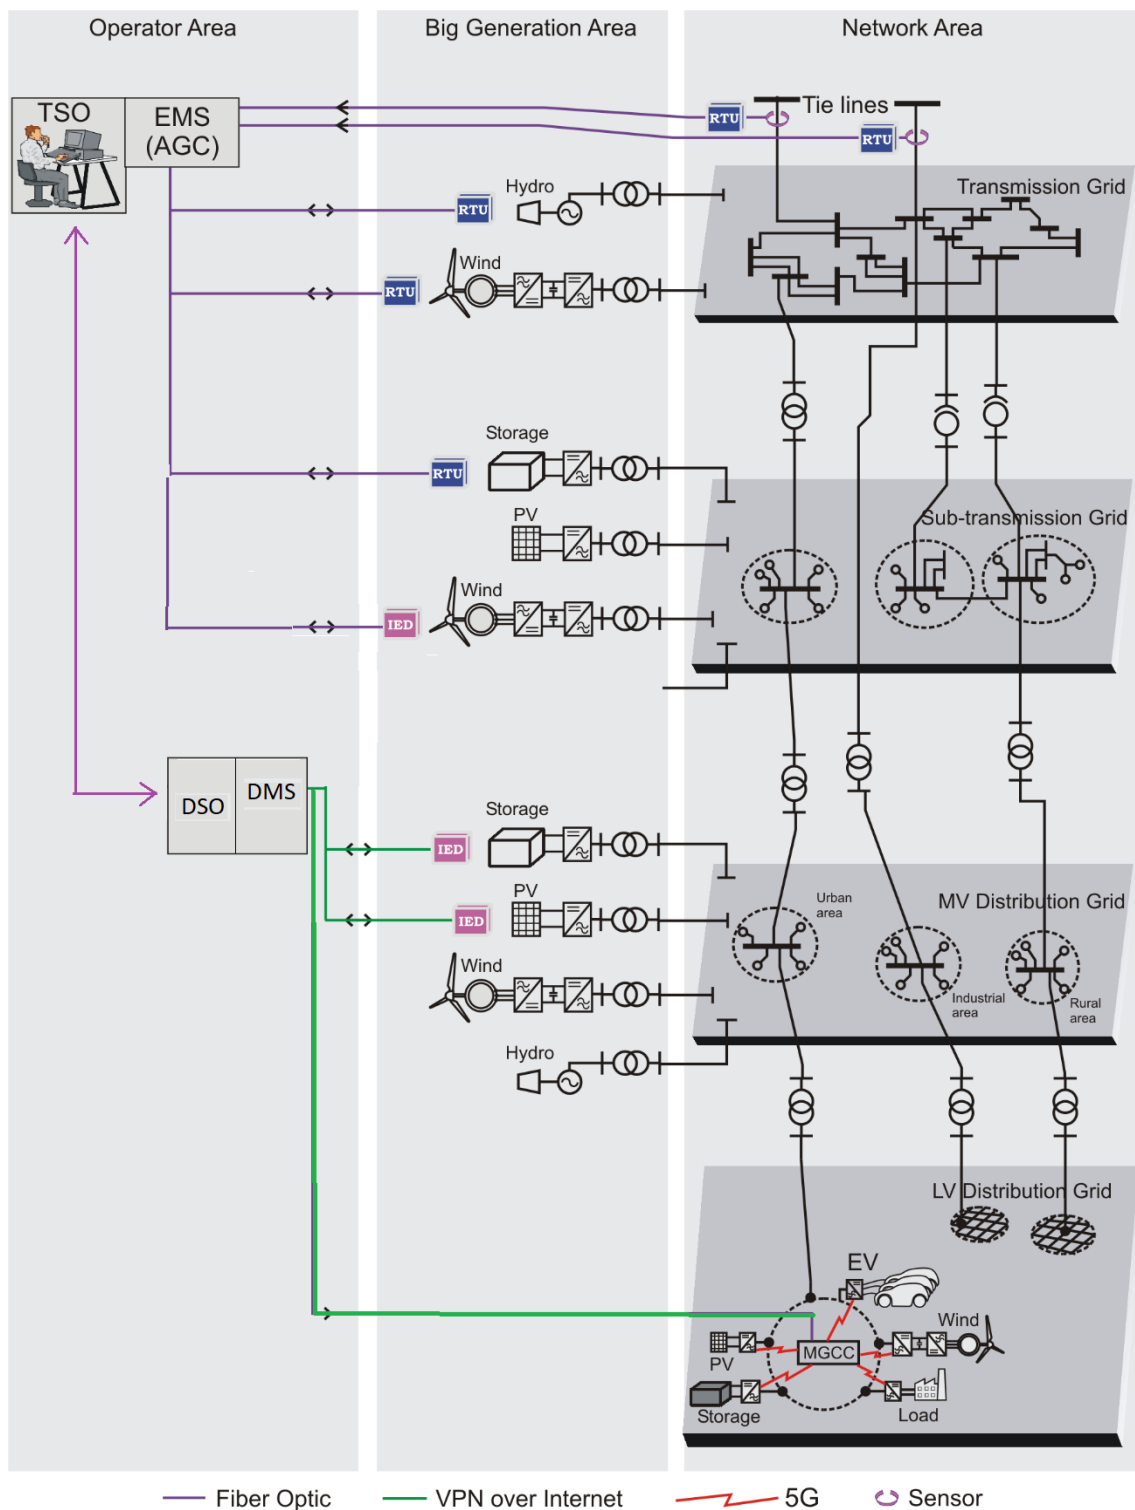 Operator Area
Big Generation Area
Network Area
TSO
EMS
(AGC)
RTU
Tie lines
RTU
Transmission Grid
Hydro
RTU
Wind
RTU
Storage
RTU
PV
Sub-transmission Grid
Wind
IED
DSO
DMS
Storage
IED
PV
IED
Urban
area
MV Distribution Grid
Wind
Industrial
area
Rural
area
Hydro
LV Distribution Grid
EV
Wind
MGCC
PV
Storage
Load
Fiber Optic
VPN over Internet
5G
Sensor